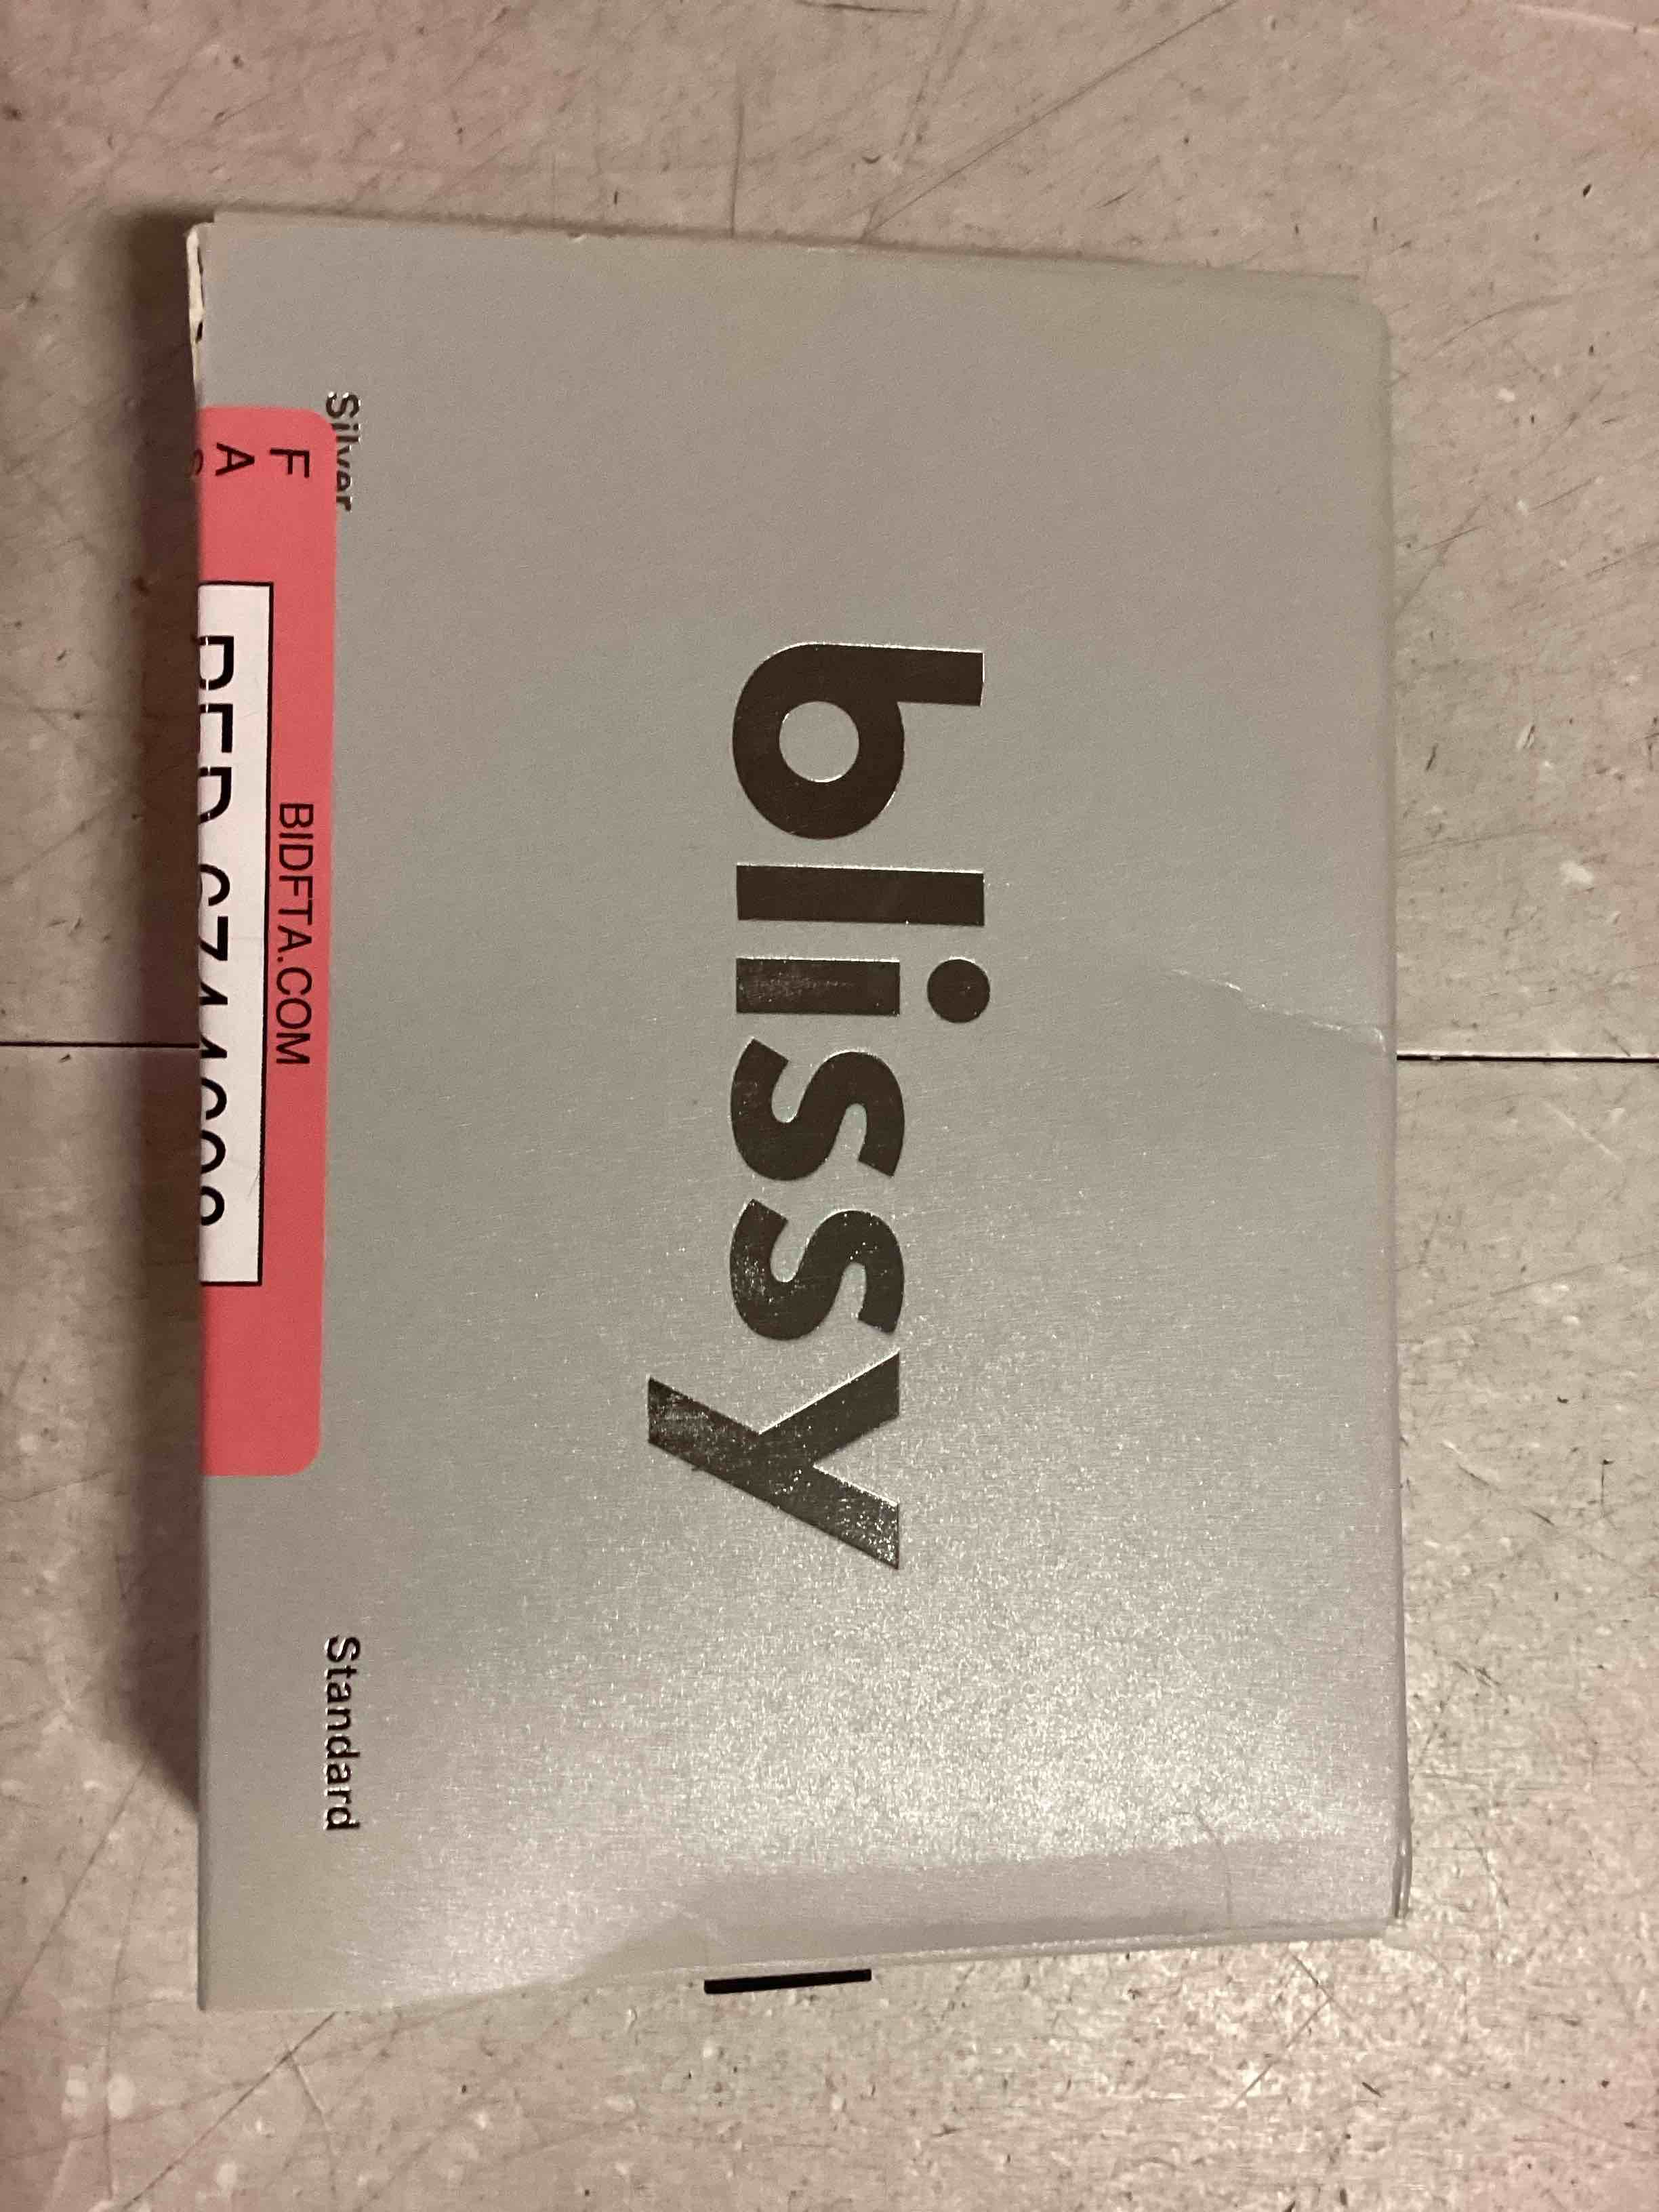 blissy
Silver
Standard
BIDFTA.COM
F
A